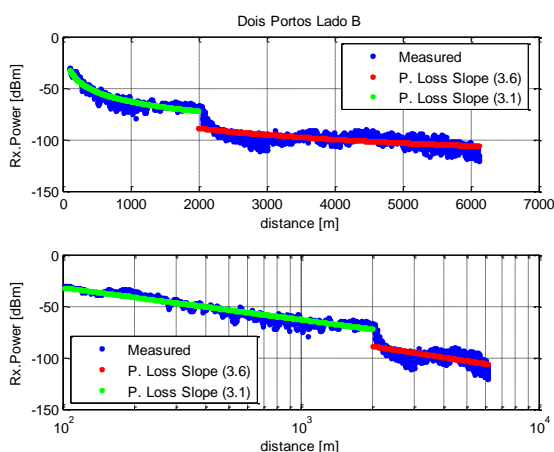 Dois Portos Lado B
0
-50
-100
-150
Rx.Power [dBm]
Measured
P. Loss Slope (3.6)
P. Loss Slope (3.1)
0 1000 2000 3000 4000 5000 6000 7000
distance [m]
0
-50
-100
-150
Rx.Power [dBm]
Measured
P. Loss Slope (3.6)
P. Loss Slope (3.1)
10^2 10^3 10^4
distance [m]